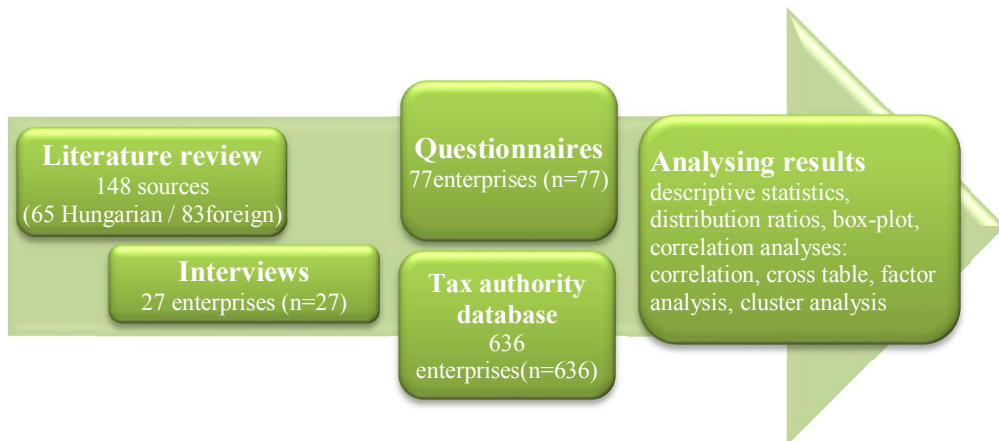 Literature review
148 sources
(65 Hungarian / 83foreign)
Interviews
27 enterprises (n=27)
Questionnaires
77enterprises (n=77)
Tax authority
database
636
enterprises(n=636)
Analysing results
descriptive statistics,
distribution ratios, box-plot,
correlation analyses:
correlation, cross table, factor
analysis, cluster analysis